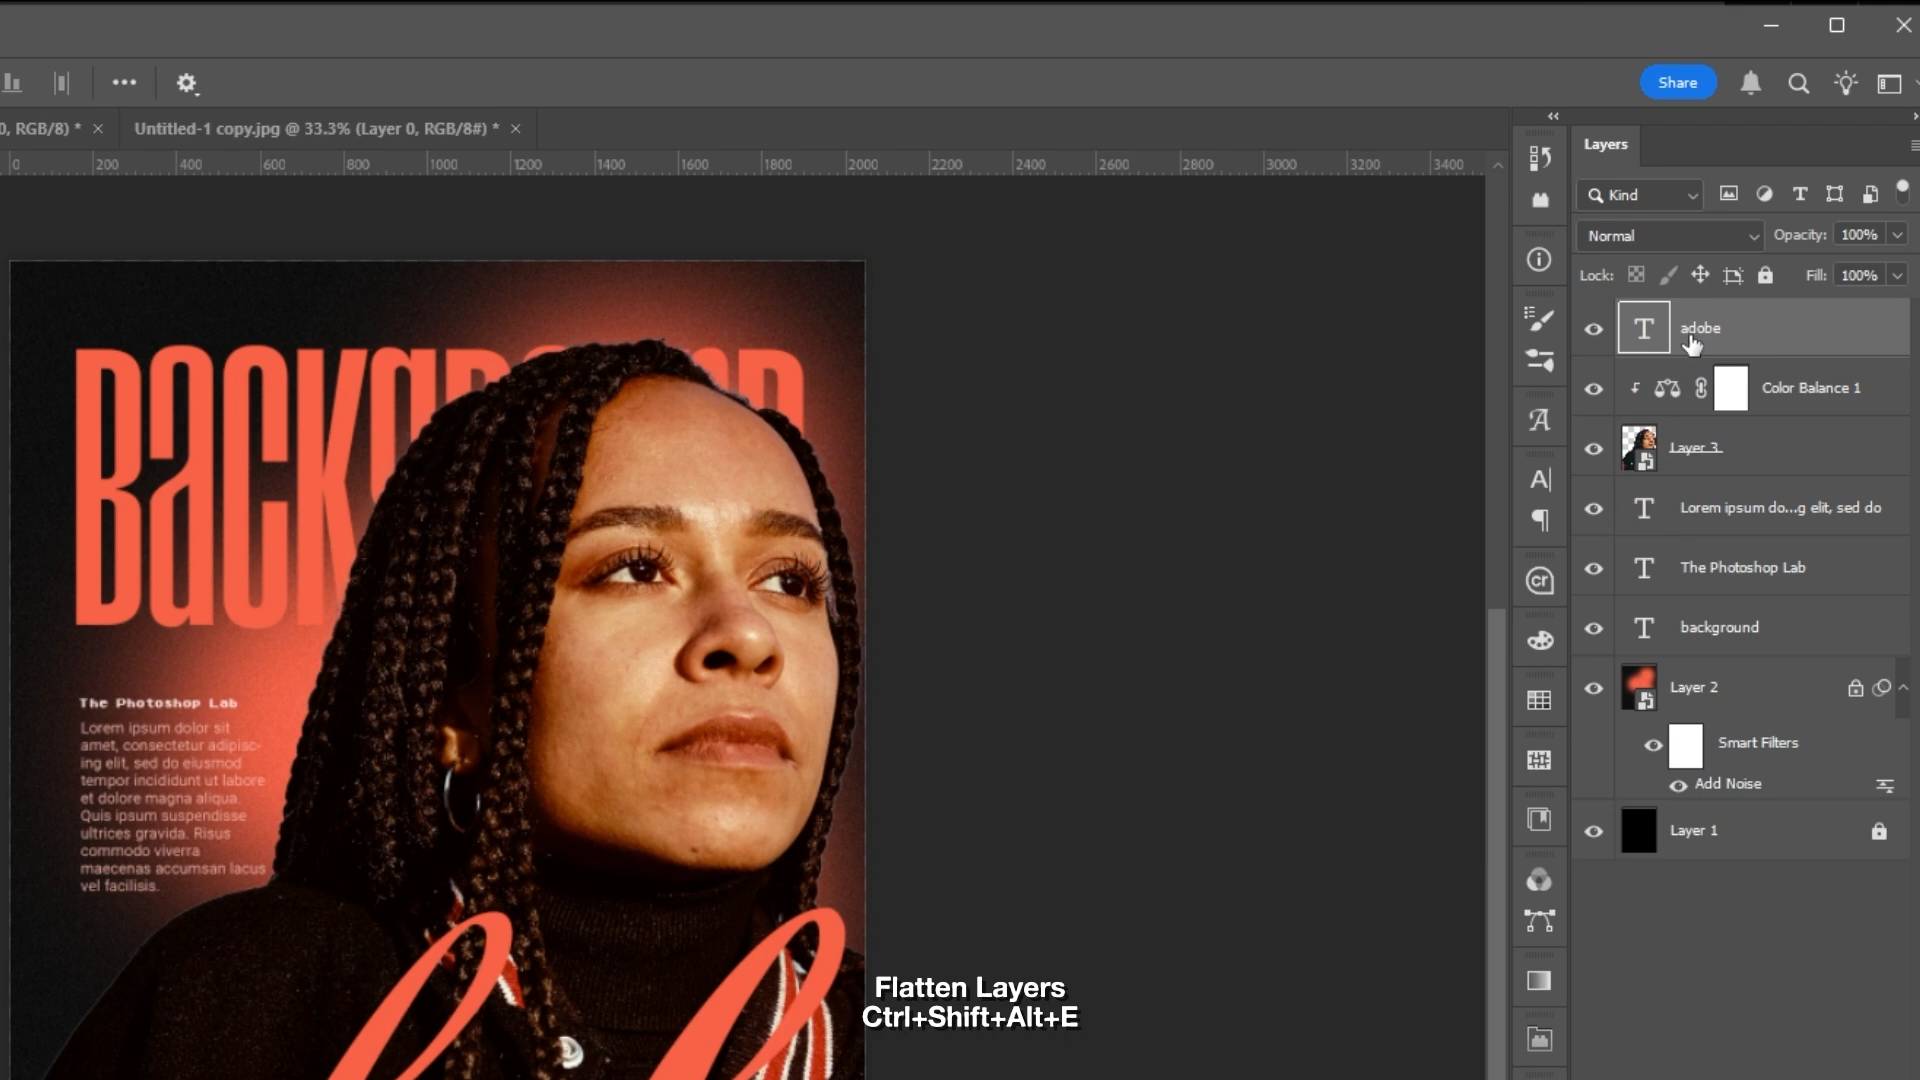 Share
0, RGB/8) *
Untitled-1 copy.jpg @ 33.3% (Layer 0, RGB/8#) *
0 200 400 600 800 1000 1200 1400 1600 1800 2000 2200 2400 2600 2800 3000 3200 3400
Layers
Kind
Normal
Opacity: 100%
Lock:
Fill: 100%
adobe
Color Balance 1
Layer 3
Lorem ipsum do...g elit, sed do
The Photoshop Lab
background
Layer 2
Smart Filters
Add Noise
Layer 1
The Photoshop Lab
Lorem ipsum dolor sit
amet, consectetur adipisc-
ing elit, sed do eiusmod
tempor incididunt ut labore
et dolore magna aliqua.
Quis ipsum suspendisse
ultrices gravida. Risus
commodo viverra
maecenas accumsan lacus
vel facilisis.
Flatten Layers
Ctrl+Shift+Alt+E